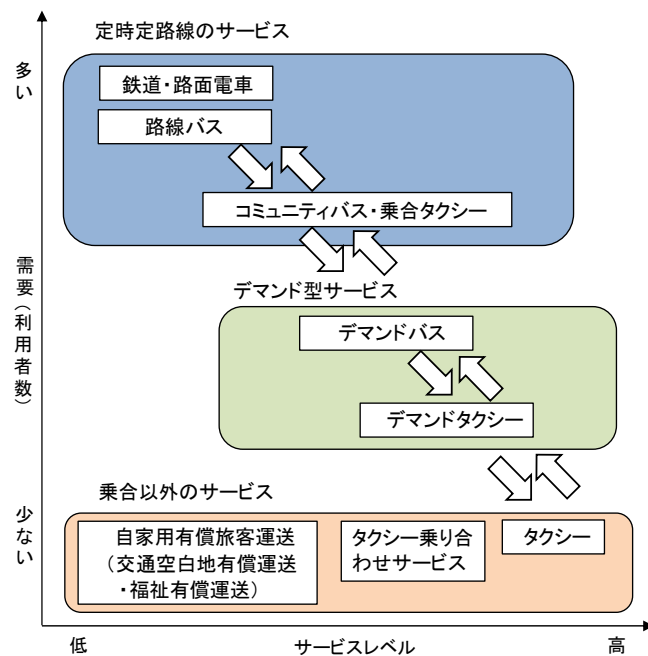 定時定路線のサービス
多い
鉄道・路面電車
路線バス
コミュニティバス・乗合タクシー
需要(利用者数)
デマンド型サービス
デマンドバス
デマンドタクシー
乗合以外のサービス
少ない
自家用有償旅客運送
(交通空白地有償運送
・福祉有償運送)
タクシー乗り合
わせサービス
タクシー
低
サービスレベル
高